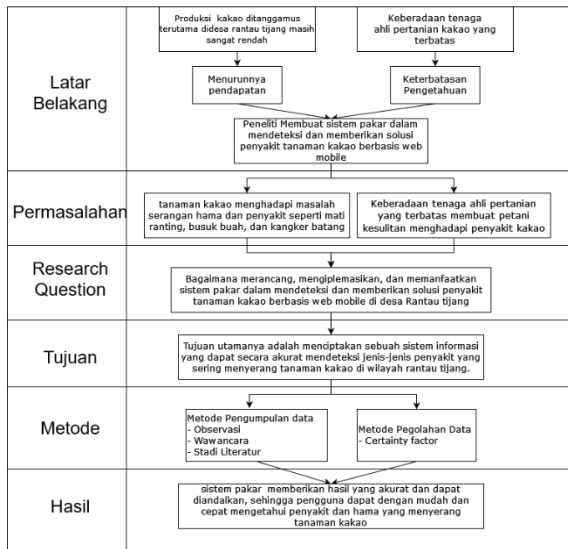 Latar
Belakang
Produksi kakao ditanggamus
terutama didesa rantau tijang masih
sangat rendah
Keberadaan tenaga
ahli pertanian kakao yang
terbatas
Menurunnya
pendapatan
Keterbatasan
Pengetahuan
Peneliti Membuat sistem pakar dalam
mendeteksi dan memberikan solusi
penyakit tanaman kakao berbasis web
mobile
Permasalahan
tanaman kakao menghadapi masalah
serangan hama dan penyakit seperti mati
ranting, busuk buah, dan kangker batang
Keberadaan tenaga ahli pertanian
yang terbatas membuat petani
kesulitan menghadapi penyakit kakao
Research
Question
Bagaimana merancang, mengiplemasikan, dan memanfaatkan
sistem pakar dalam mendeteksi dan memberikan solusi penyakit
tanaman kakao berbasis web mobile di desa Rantau tijang
Tujuan
Tujuan utamanya adalah menciptakan sebuah sistem informasi
yang dapat secara akurat mendeteksi jenis-jenis penyakit yang
sering menyerang tanaman kakao di wilayah rantau tijang.
Metode
Metode Pengumpulan data
- Observasi
- Wawancara
- Stadi Literatur
Metode Pegolahan Data
- Certainty factor
Hasil
sistem pakar memberikan hasil yang akurat dan dapat
diandalkan, sehingga pengguna dapat dengan mudah dan
cepat mengetahui penyakit dan hama yang menyerang
tanaman kakao